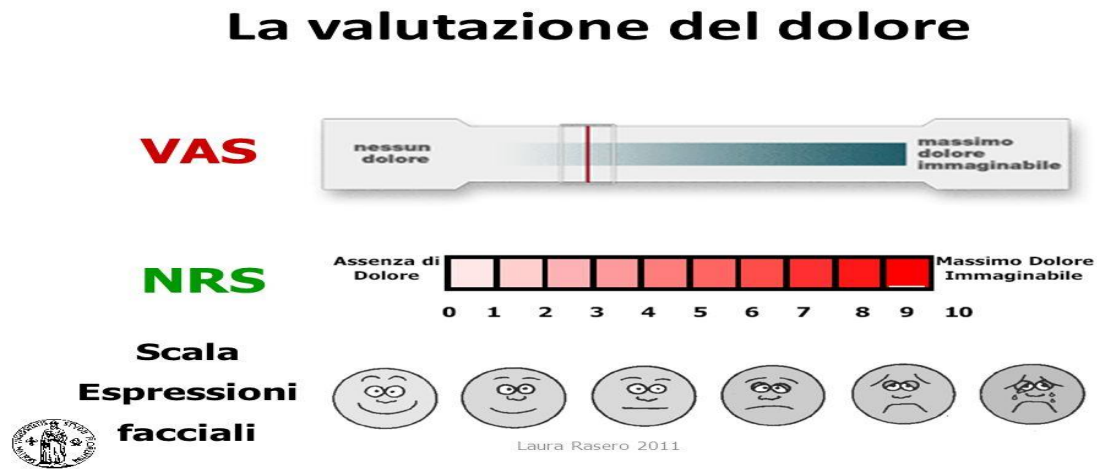 La valutazione del dolore
VAS
nessun
dolore
massimo
dolore
immaginabile
NRS
Assenza di
Dolore
Massimo Dolore
Immaginabile
0 1 2 3 4 5 6 7 8 9 10
Scala
Espressioni
facciali
Laura Rasero 2011